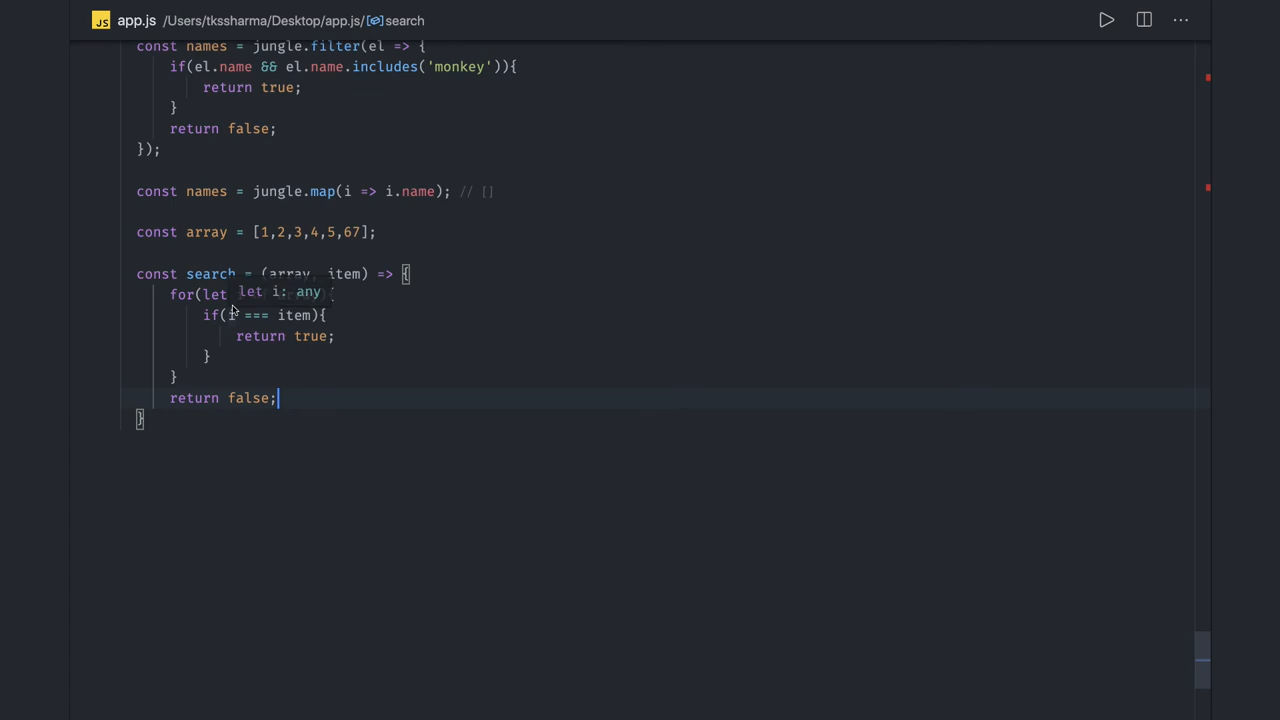 JS app.js /Users/tkssharma/Desktop/app.js/search
const names = jungle.filter(el => {
if(el.name && el.name.includes('monkey')){
return true;
}
return false;
});
const names = jungle.map(i => i.name); // []
const array = [1,2,3,4,5,67];
const search = (array, item) => {
for(let
let i: any
if(i === item){
return true;
}
}
return false;
}